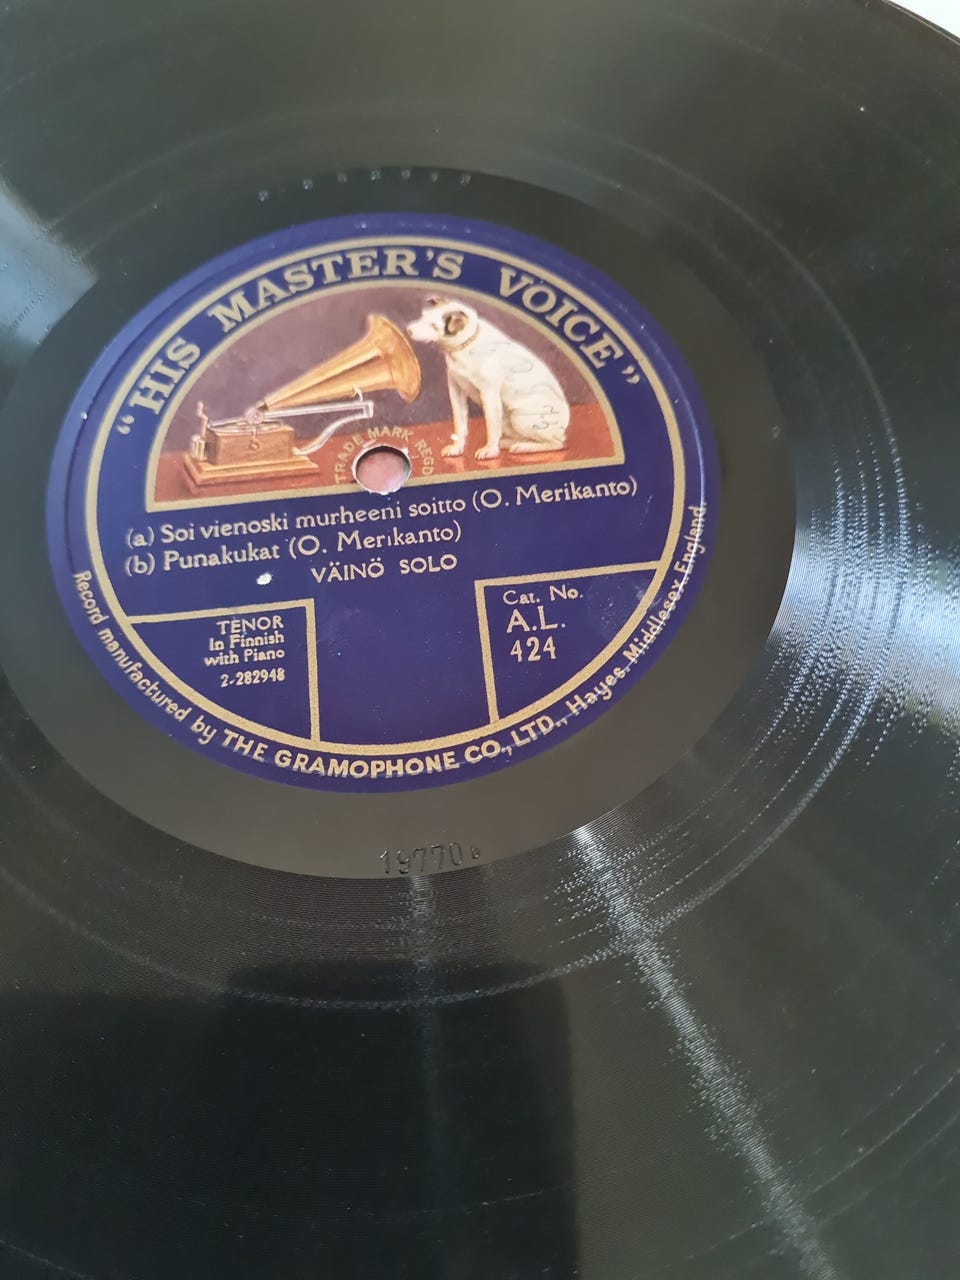 “HIS MASTER'S VOICE”
TRADE MARK REGD
(a) Soi vienoski murheeni soitto (O. Merikanto)
(b) Punakukat (O. Merikanto)
VÄINÖ SOLO
TENOR
In Finnish
with Piano
2-282948
Cat. No.
A.L.
424
Record manufactured by THE GRAMOPHONE CO., LTD., Hayes, Middlesex, England.
19770b